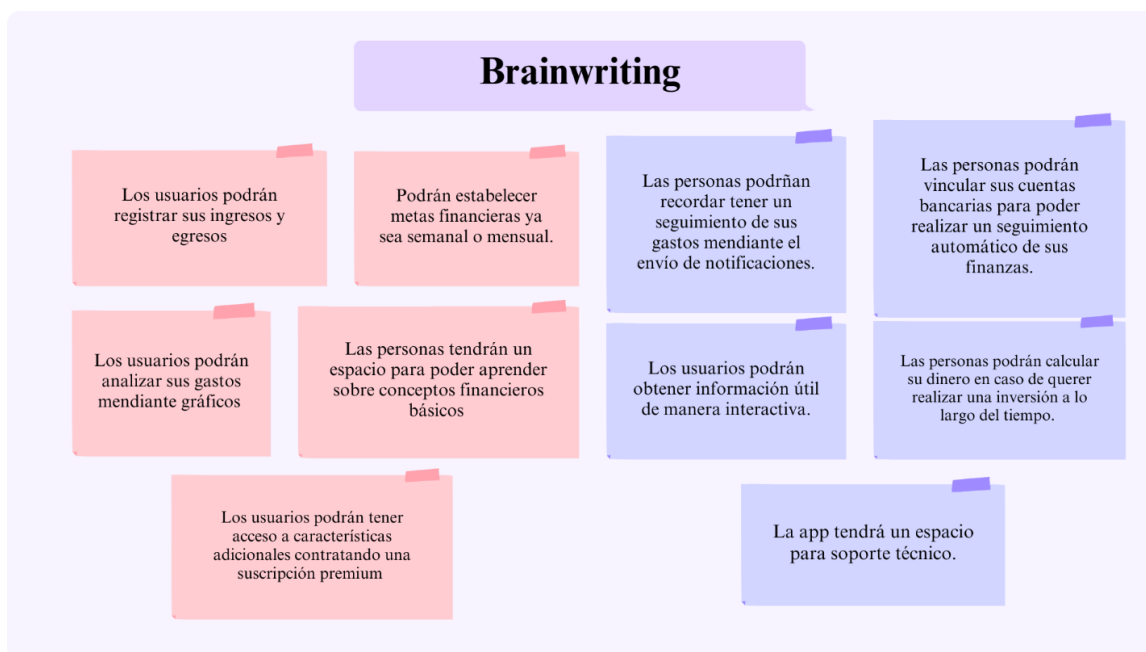 Brainwriting
Los usuarios podrán
registrar sus ingresos y
egresos
Podrán estabelecer
metas financieras ya
sea semanal o mensual.
Las personas podrñan
recordar tener un
seguimiento de sus
gastos mendiante el
envío de notificaciones.
Las personas podrán
vincular sus cuentas
bancarias para poder
realizar un seguimiento
automático de sus
finanzas.
Los usuarios podrán
analizar sus gastos
mendiante gráficos
Las personas tendrán un
espacio para poder aprender
sobre conceptos financieros
básicos
Los usuarios podrán
obtener información útil
de manera interactiva.
Las personas podrán calcular
su dinero en caso de querer
realizar una inversión a lo
largo del tiempo.
Los usuarios podrán tener
acceso a características
adicionales contratando una
suscripción premium
La app tendrá un espacio
para soporte técnico.